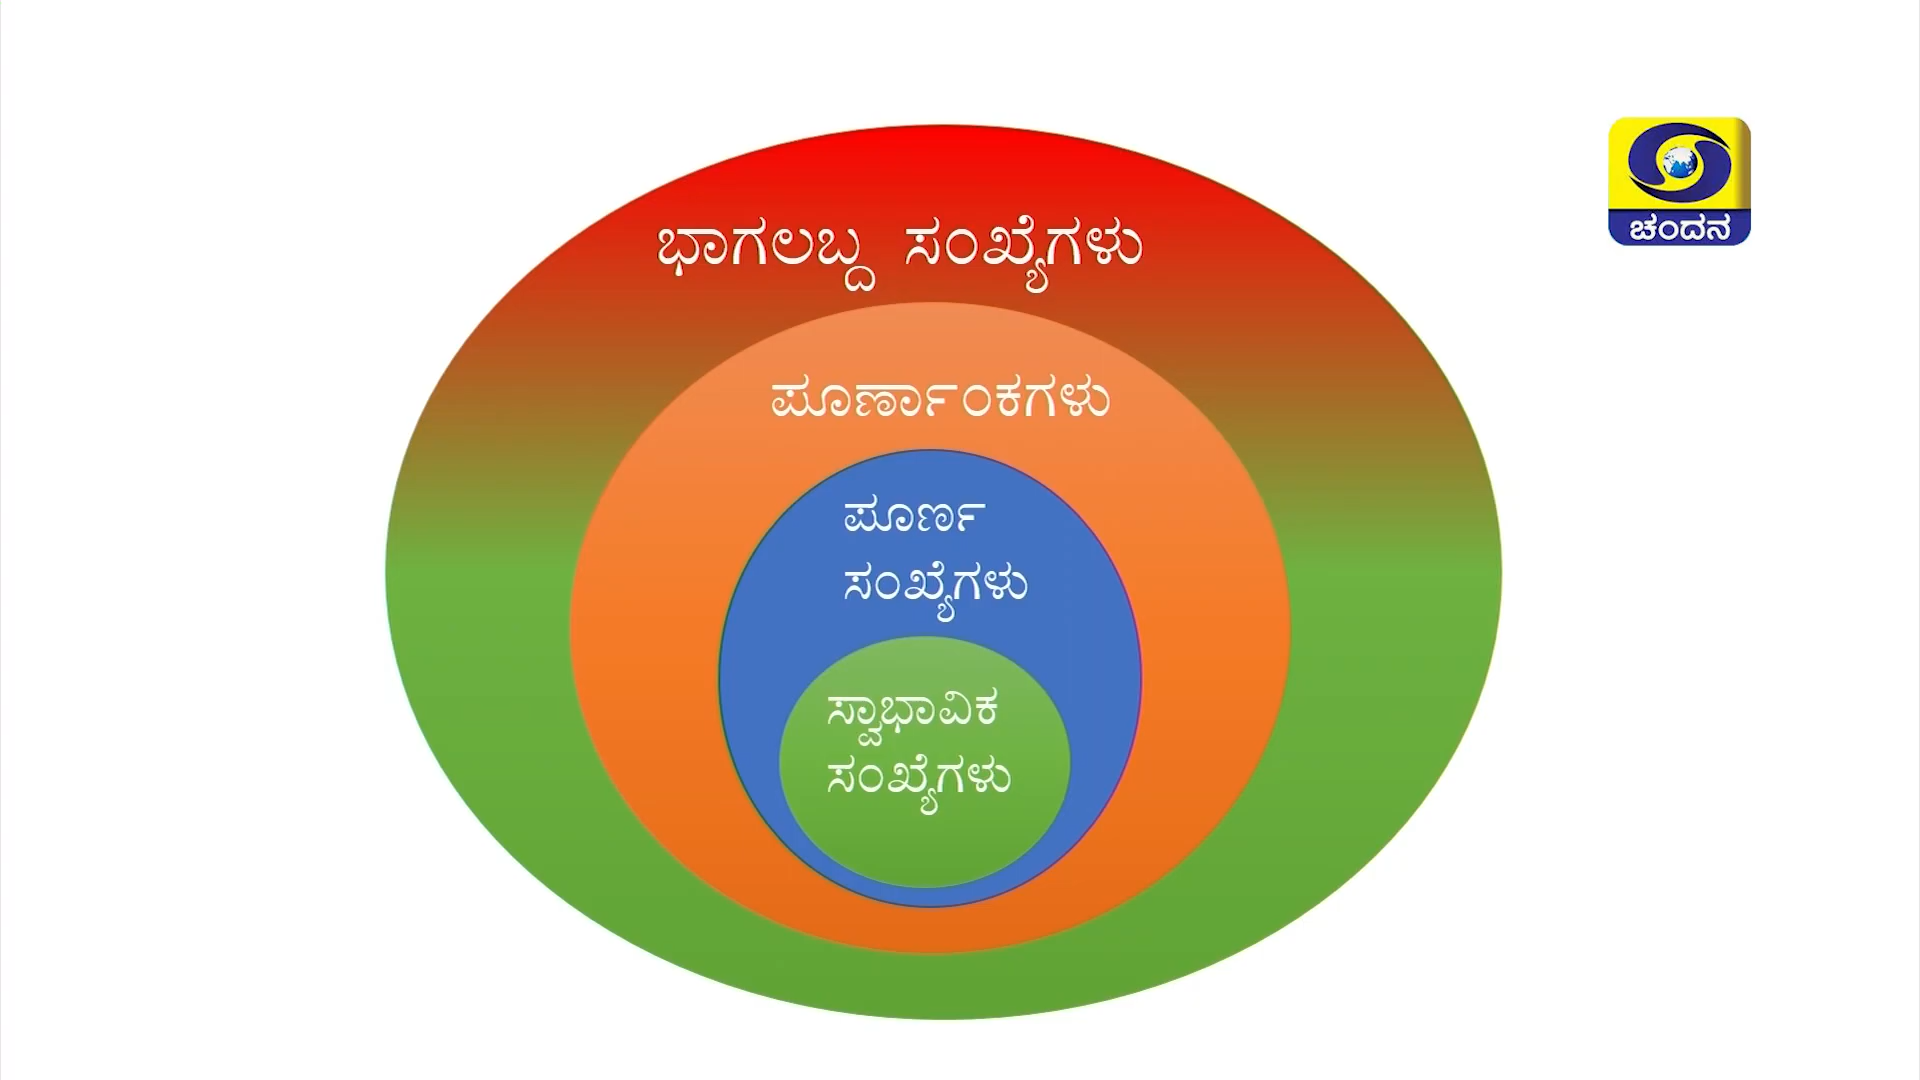 ಭಾಗಲಬ್ದ ಸಂಖ್ಯೆಗಳು
ಚಂದನ
ಪೂರ್ಣಾಂಕಗಳು
ಪೂರ್ಣ
ಸಂಖ್ಯೆಗಳು
ಸ್ವಾಭಾವಿಕ
ಸಂಖ್ಯೆಗಳು